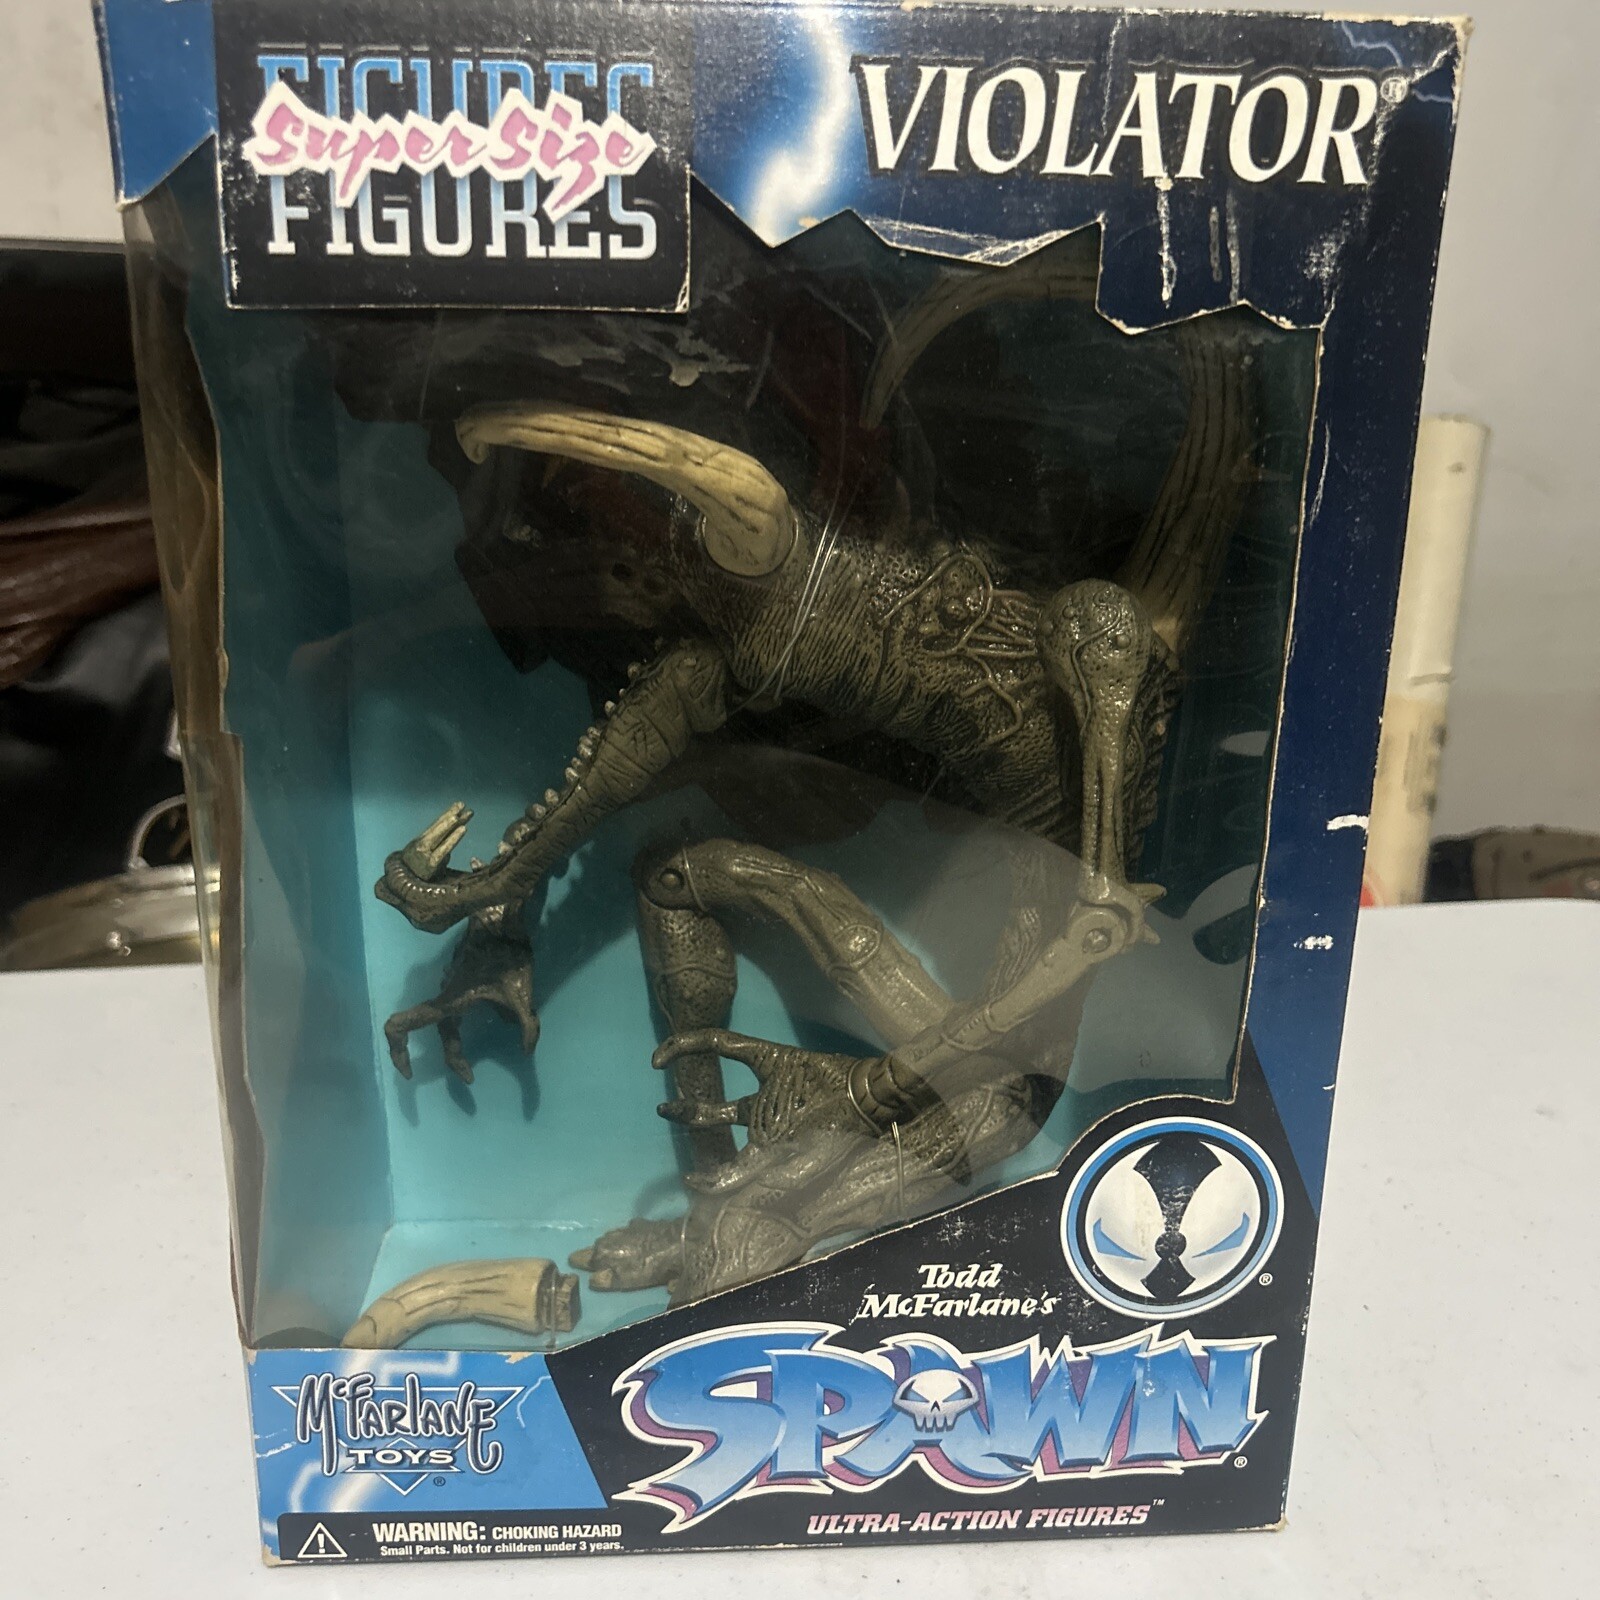 FIGURES
Super Size
FIGURES
VIOLATOR®
Todd
McFarlane's
SPAWN®
ULTRA-ACTION FIGURES™
®
McFARLANE
TOYS
®
WARNING: CHOKING HAZARD
Small Parts. Not for children under 3 years.